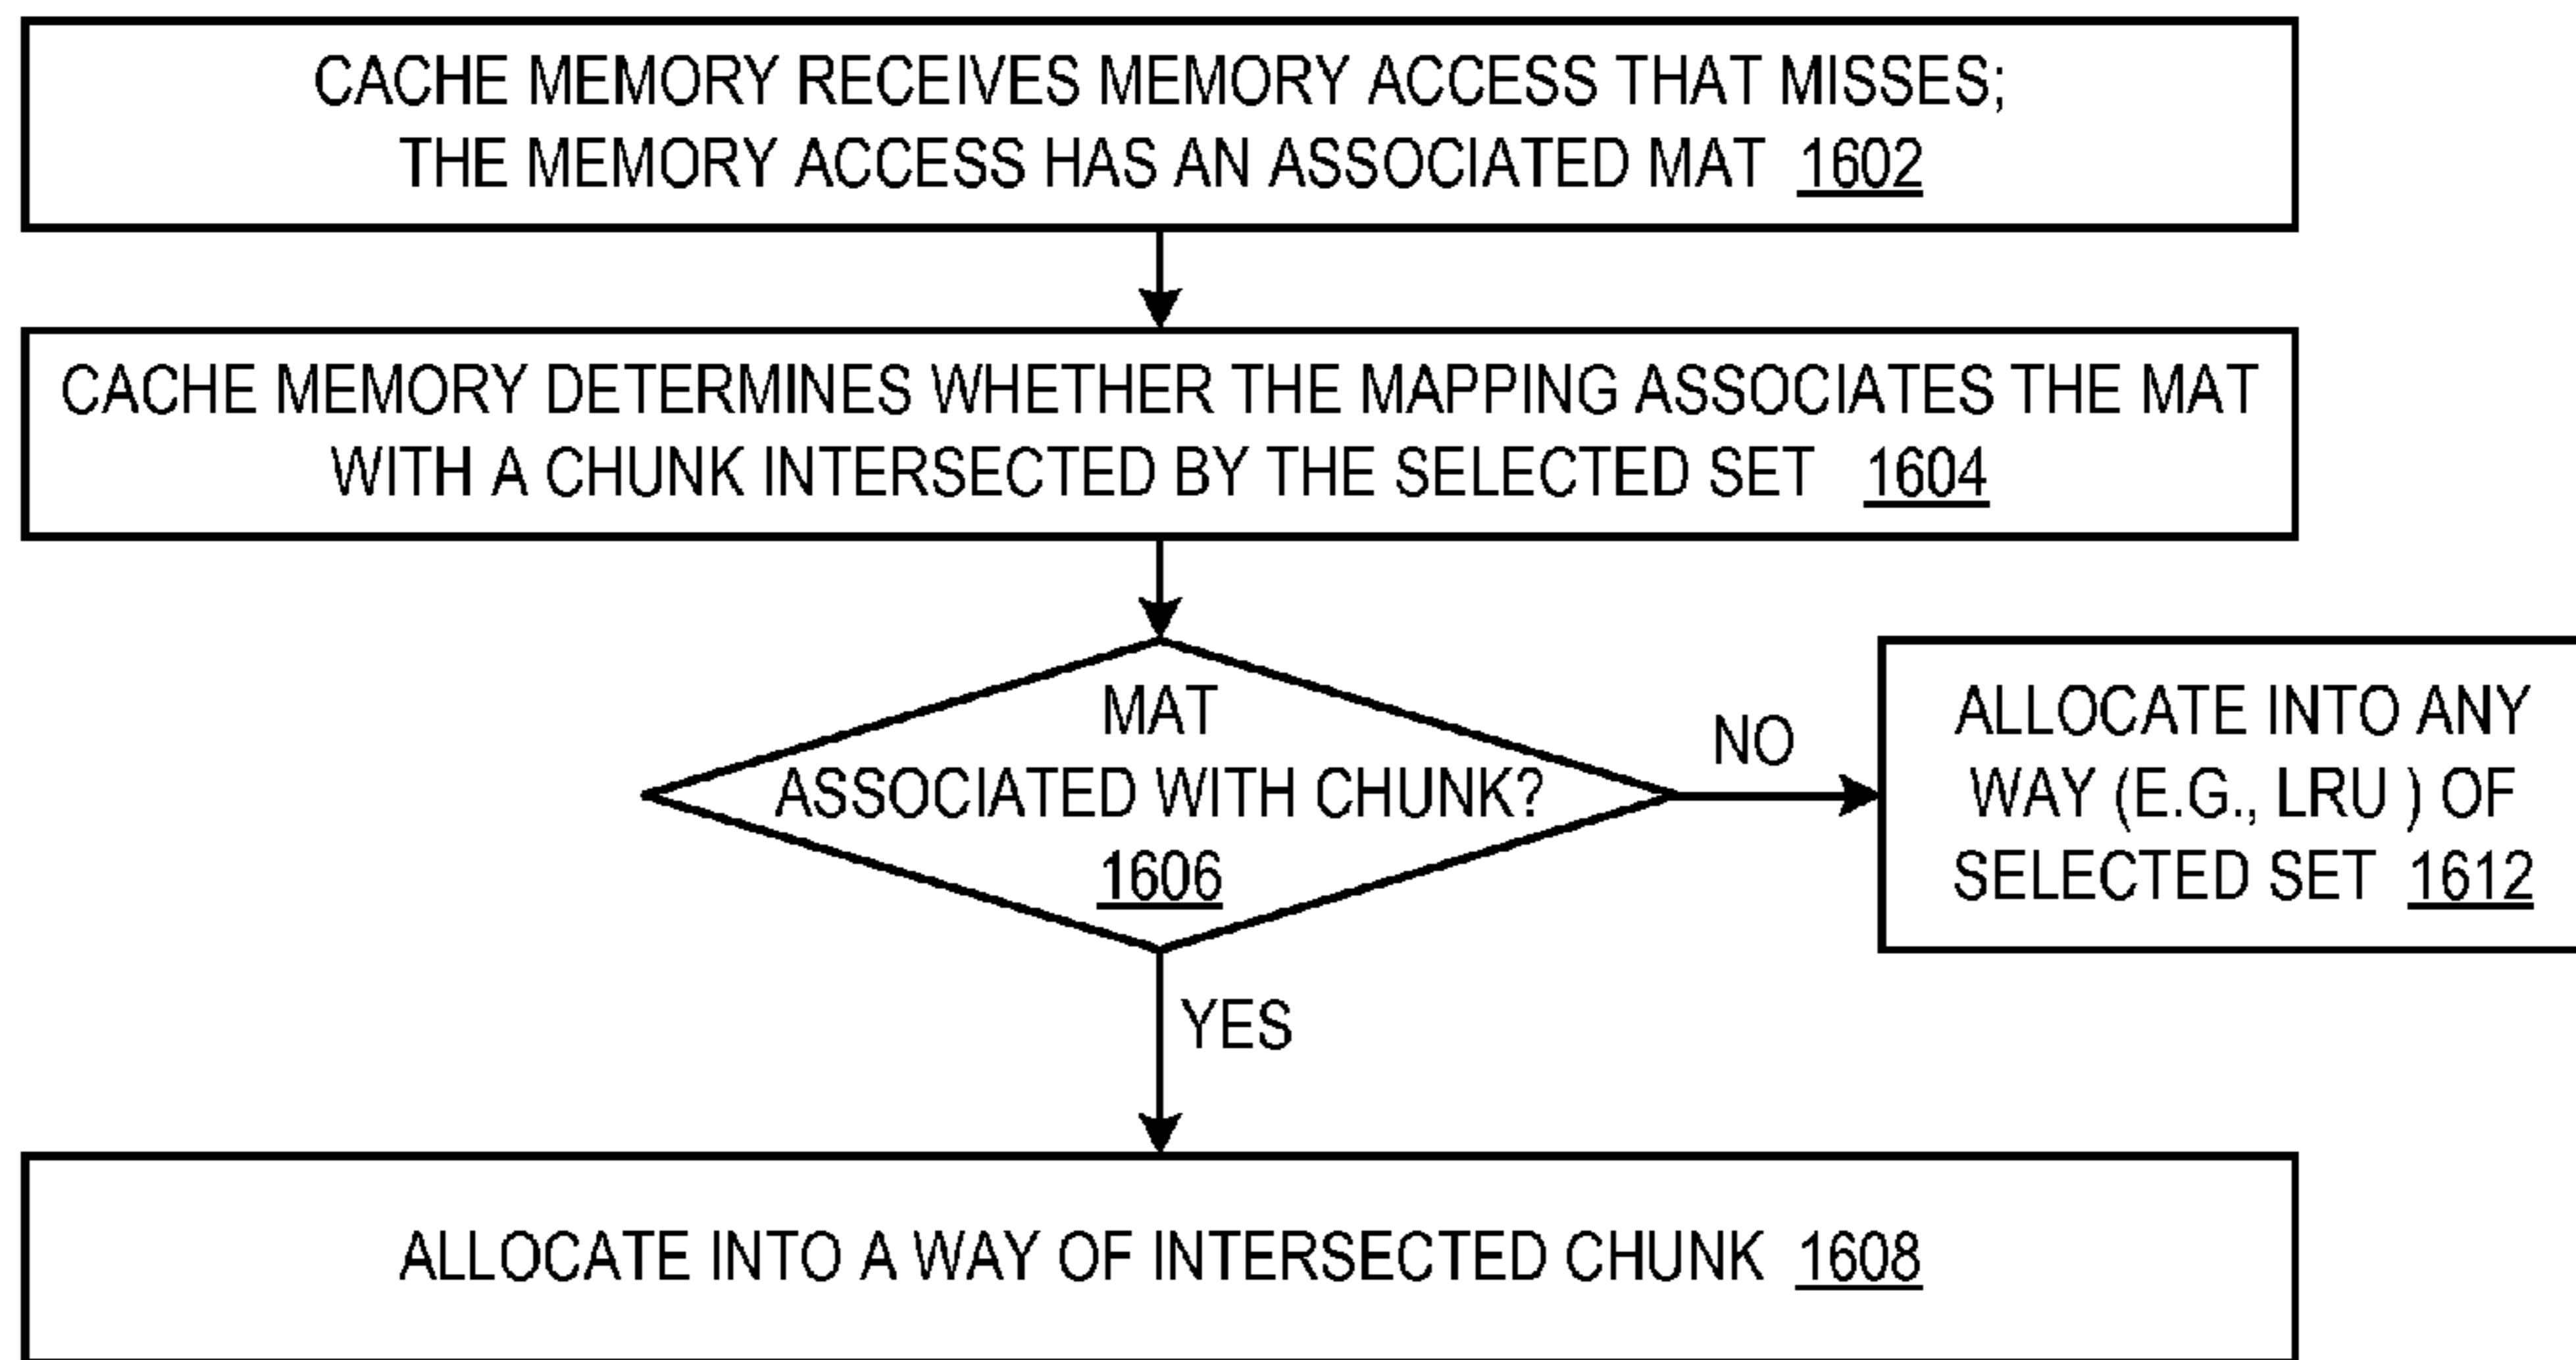 CACHE MEMORY RECEIVES MEMORY ACCESS THAT MISSES;
THE MEMORY ACCESS HAS AN ASSOCIATED MAT 1602
CACHE MEMORY DETERMINES WHETHER THE MAPPING ASSOCIATES THE MAT
WITH A CHUNK INTERSECTED BY THE SELECTED SET 1604
MAT
ASSOCIATED WITH CHUNK?
1606
NO
ALLOCATE INTO ANY
WAY (E.G., LRU ) OF
SELECTED SET 1612
YES
ALLOCATE INTO A WAY OF INTERSECTED CHUNK 1608